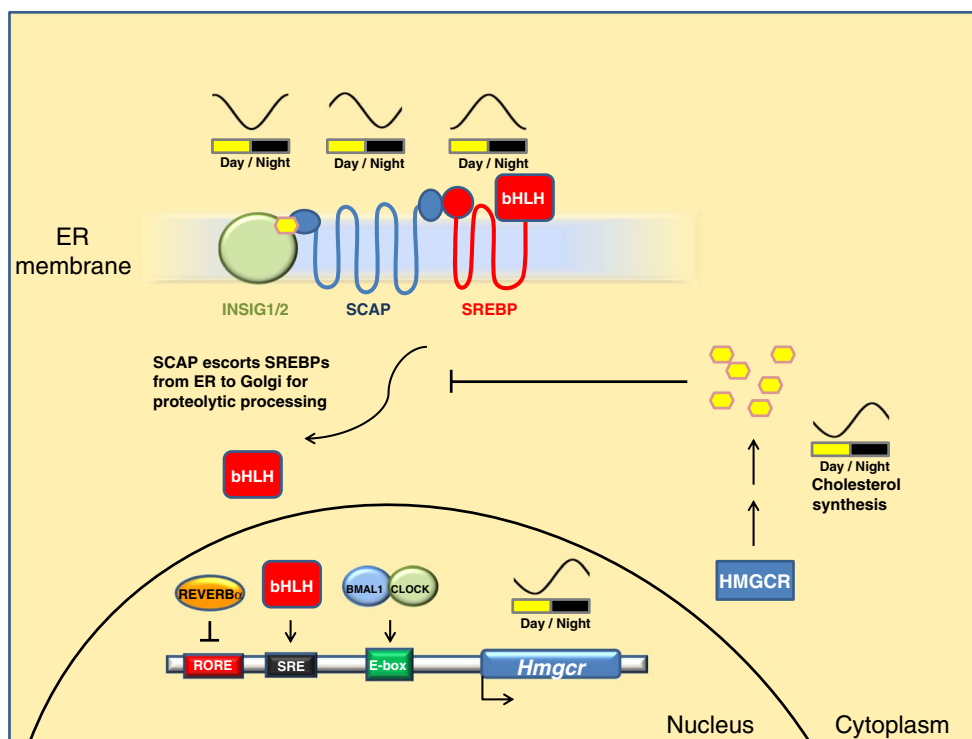 Day / Night
Day / Night
Day / Night
bHLH
ER
membrane
INSIG1/2
SCAP
SREBP
SCAP escorts SREBPs
from ER to Golgi for
proteolytic processing
Day / Night
Cholesterol
synthesis
bHLH
HMGCR
REVERBα
bHLH
BMAL1
CLOCK
Day / Night
RORE
SRE
E-box
Hmgcr
Nucleus
Cytoplasm